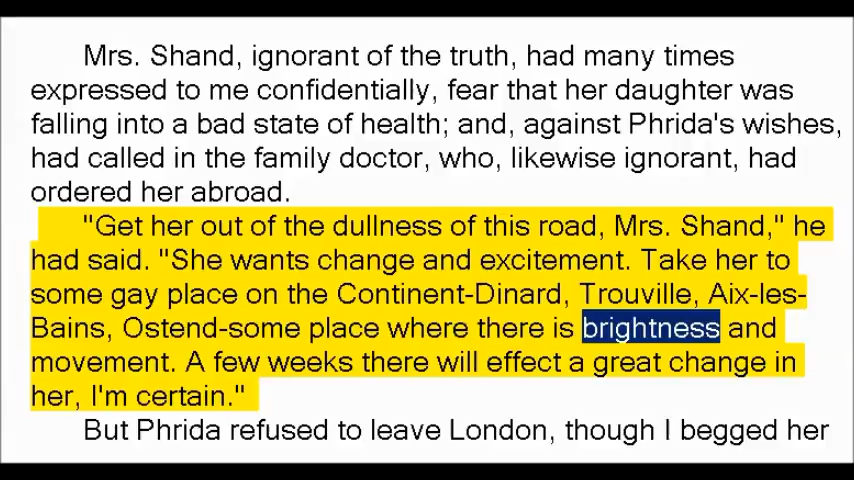 Mrs. Shand, ignorant of the truth, had many times
expressed to me confidentially, fear that her daughter was
falling into a bad state of health; and, against Phrida's wishes,
had called in the family doctor, who, likewise ignorant, had
ordered her abroad.
"Get her out of the dullness of this road, Mrs. Shand," he
had said. "She wants change and excitement. Take her to
some gay place on the Continent-Dinard, Trouville, Aix-les-
Bains, Ostend-some place where there is brightness and
movement. A few weeks there will effect a great change in
her, I'm certain."
But Phrida refused to leave London, though I begged her